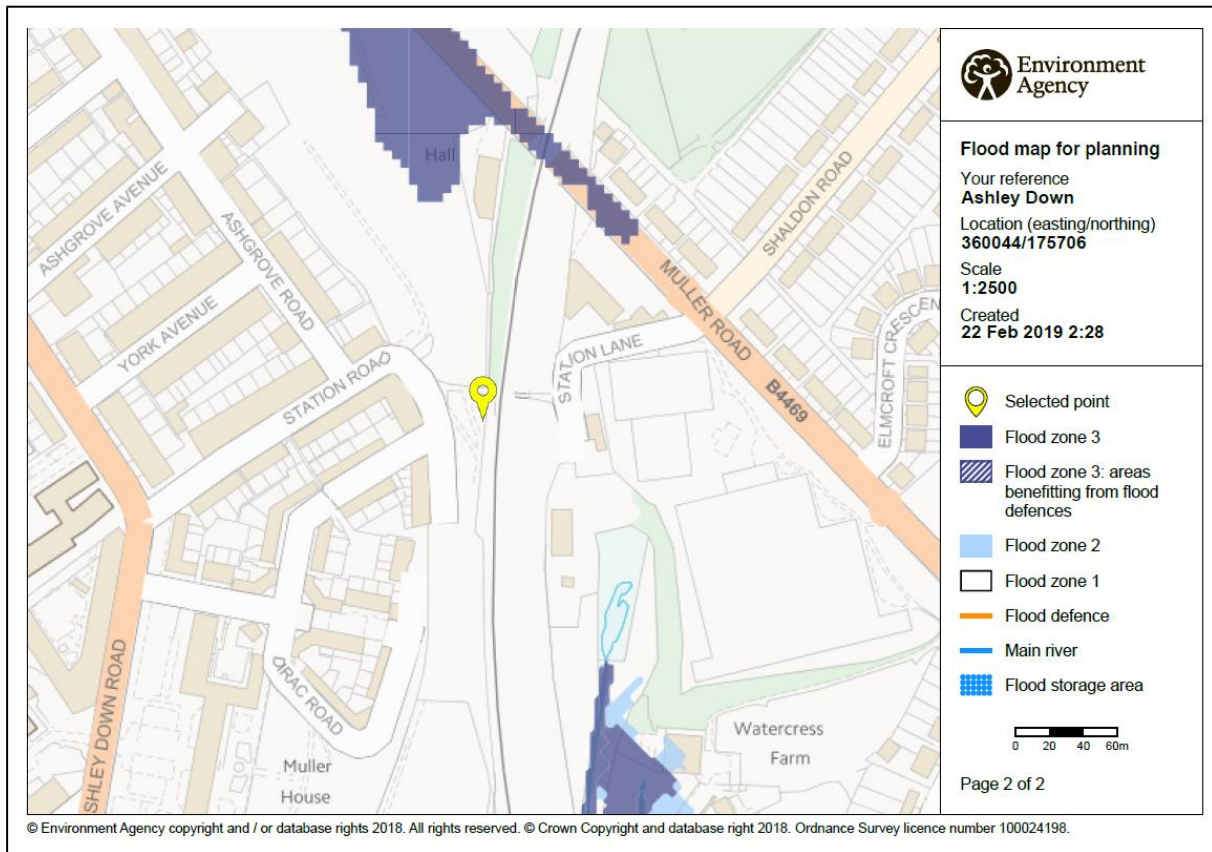 Hall
ASHGROVE AVENUE
ASHGROVE ROAD
YORK AVENUE
STATION ROAD
STATION LANE
MULLER ROAD
B4469
SHALDON ROAD
ELMCROFT CRESCEN
ORAC ROAD
SHLEY DOWN ROAD
Muller
House
Watercress
Farm
Environment
Agency
Flood map for planning
Your reference
Ashley Down
Location (easting/northing)
360044/175706
Scale
1:2500
Created
22 Feb 2019 2:28
Selected point
Flood zone 3
Flood zone 3: areas
benefitting from flood
defences
Flood zone 2
Flood zone 1
Flood defence
Main river
Flood storage area
0 20 40 60m
Page 2 of 2
© Environment Agency copyright and / or database rights 2018. All rights reserved. © Crown Copyright and database right 2018. Ordnance Survey licence number 100024198.